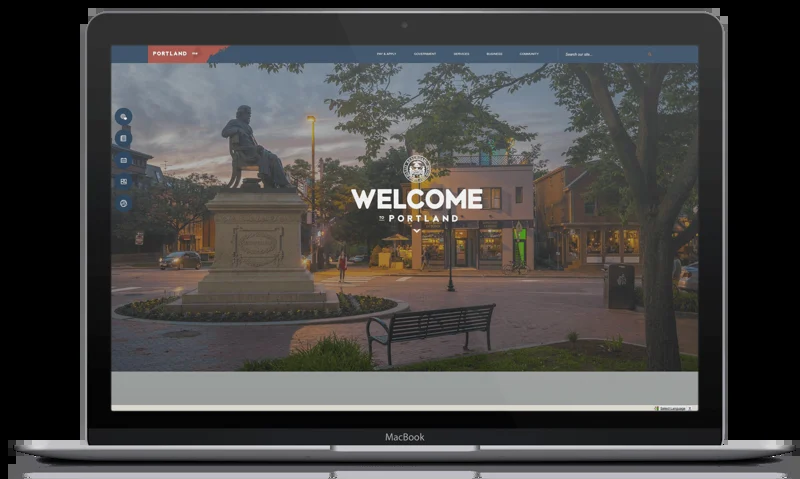 PORTLAND
PAY & APPLY
GOVERNMENT
SERVICES
BUSINESS
COMMUNITY
Search our site...
WELCOME
TO PORTLAND
Select Language
MacBook